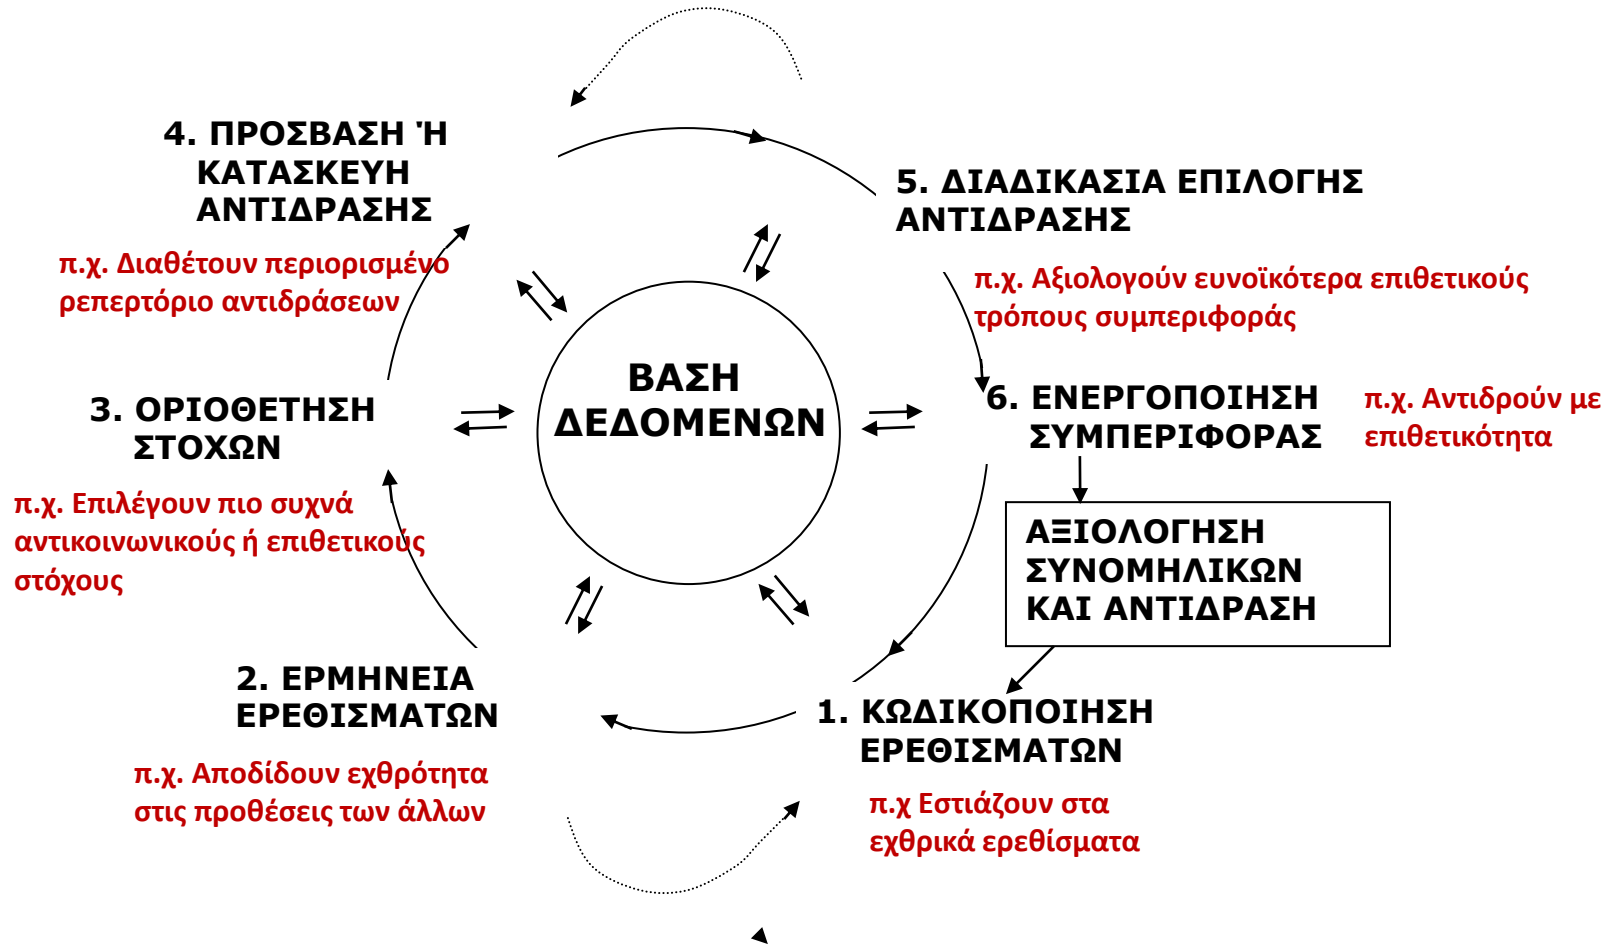 4. ΠΡΟΣΒΑΣΗ Ή
ΚΑΤΑΣΚΕΥΗ
ΑΝΤΙΔΡΑΣΗΣ
π.χ. Διαθέτουν περιορισμένο
ρεπερτόριο αντιδράσεων
5. ΔΙΑΔΙΚΑΣΙΑ ΕΠΙΛΟΓΗΣ
ΑΝΤΙΔΡΑΣΗΣ
π.χ. Αξιολογούν ευνοϊκότερα επιθετικούς
τρόπους συμπεριφοράς
ΒΑΣΗ
ΔΕΔΟΜΕΝΩΝ
3. ΟΡΙΟΘΕΤΗΣΗ
ΣΤΟΧΩΝ
π.χ. Επιλέγουν πιο συχνά
αντικοινωνικούς ή επιθετικούς
στόχους
6. ΕΝΕΡΓΟΠΟΙΗΣΗ
ΣΥΜΠΕΡΙΦΟΡΑΣ
π.χ. Αντιδρούν με
επιθετικότητα
ΑΞΙΟΛΟΓΗΣΗ
ΣΥΝΟΜΗΛΙΚΩΝ
ΚΑΙ ΑΝΤΙΔΡΑΣΗ
2. ΕΡΜΗΝΕΙΑ
ΕΡΕΘΙΣΜΑΤΩΝ
π.χ. Αποδίδουν εχθρότητα
στις προθέσεις των άλλων
1. ΚΩΔΙΚΟΠΟΙΗΣΗ
ΕΡΕΘΙΣΜΑΤΩΝ
π.χ Εστιάζουν στα
εχθρικά ερεθίσματα